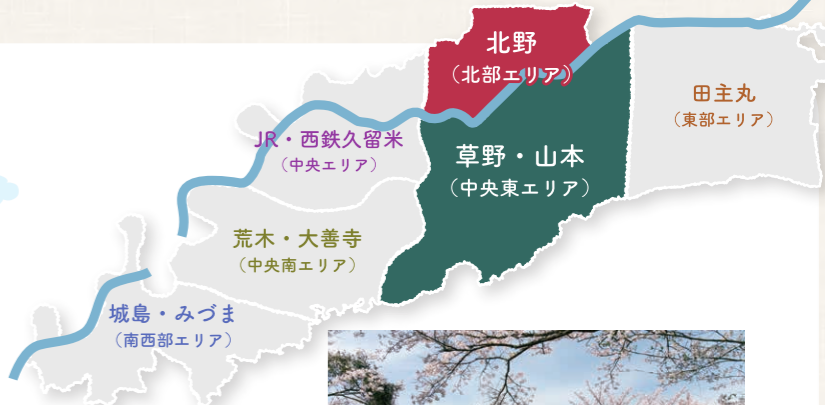 北野
（北部エリア）
田主丸
（東部エリア）
JR・西鉄久留米
（中央エリア）
草野・山本
（中央東エリア）
荒木・大善寺
（中央南エリア）
城島・みづま
（南西部エリア）